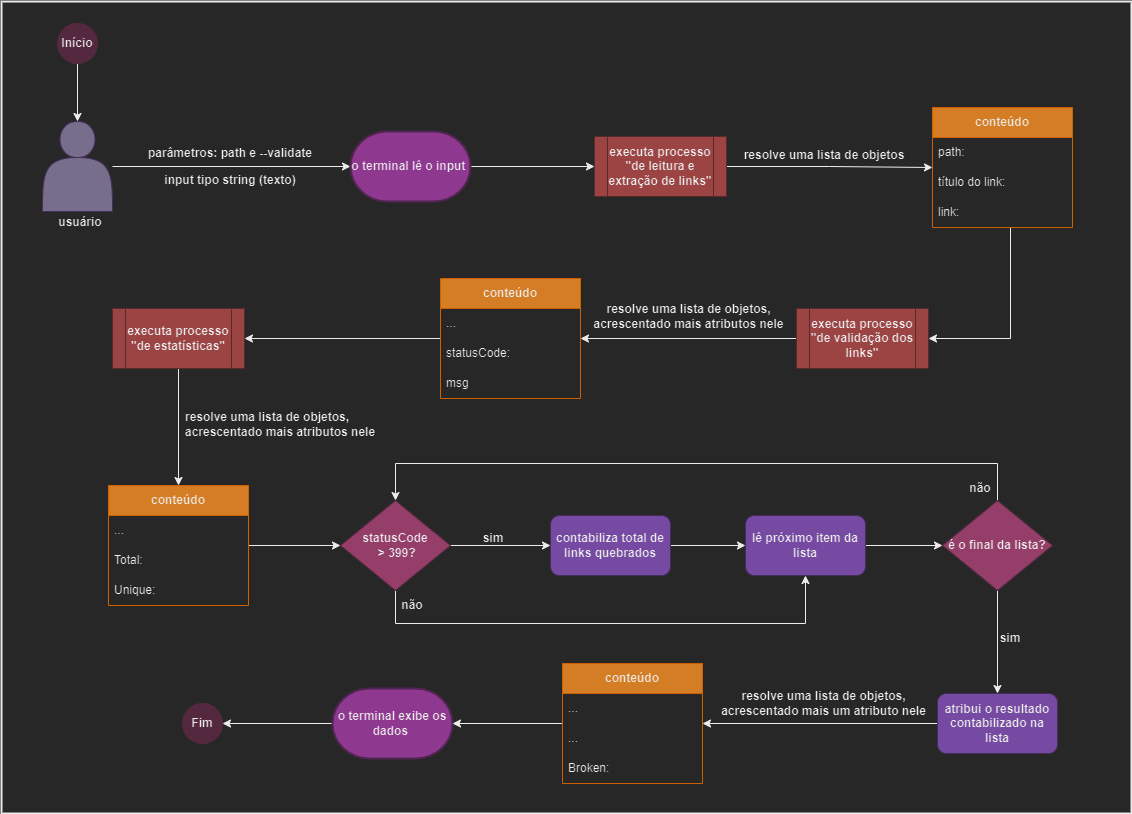 Início
usuário
parâmetros: path e --validate
input tipo string (texto)
o terminal lê o input
executa processo
"de leitura e
extração de links"
resolve uma lista de objetos
conteúdo
path:
título do link:
link:
executa processo
"de validação dos
links"
resolve uma lista de objetos,
acrescentado mais atributos nele
conteúdo
...
statusCode:
msg
executa processo
"de estatísticas"
resolve uma lista de objetos,
acrescentado mais atributos nele
conteúdo
...
Total:
Unique:
statusCode
> 399?
sim
não
contabiliza total de
links quebrados
lê próximo item da
lista
é o final da lista?
não
sim
atribui o resultado
contabilizado na
lista
resolve uma lista de objetos,
acrescentado mais um atributo nele
conteúdo
...
...
Broken:
o terminal exibe os
dados
Fim